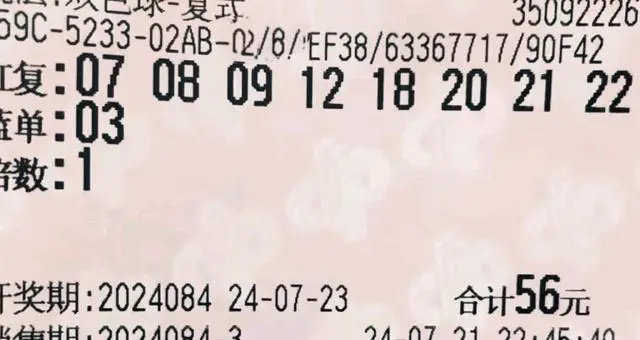 双色球-复式
35092226
59C-5233-02AB-02/8/EF38/63367717/90F42
红复:07 08 09 12 18 20 21 22
蓝单:03
倍数:1
开奖期:2024084 24-07-23 合计56元
销售期:2024084-3 24-07-21 22:45:40